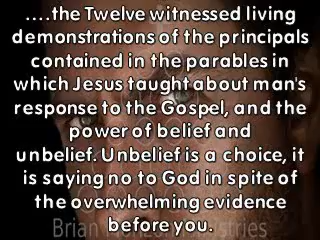 ....the Twelve witnessed living
demonstrations of the principals
contained in the parables in
which Jesus taught about man's
response to the Gospel, and the
power of belief and
unbelief. Unbelief is a choice, it
is saying no to God in spite of
the overwhelming evidence
before you.
Brian